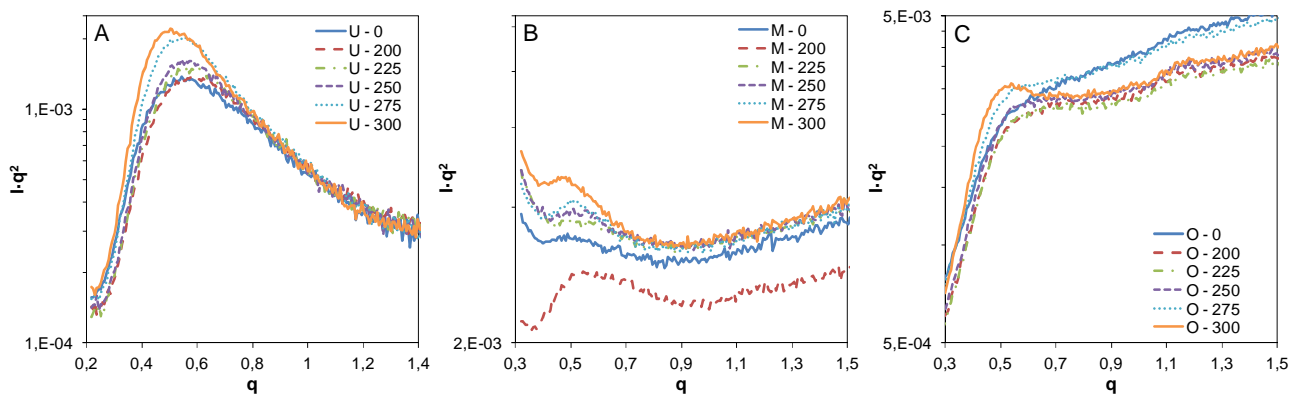 A
U - 0
U - 200
U - 225
U - 250
U - 275
U - 300
I·q²
1,E-03
1,E-04
0,2 0,4 0,6 0,8 1 1,2 1,4
q
B
M - 0
M - 200
M - 225
M - 250
M - 275
M - 300
I·q²
2,E-03
0,3 0,5 0,7 0,9 1,1 1,3 1,5
q
C
5,E-03
I·q²
O - 0
O - 200
O - 225
O - 250
O - 275
O - 300
5,E-04
0,3 0,5 0,7 0,9 1,1 1,3 1,5
q